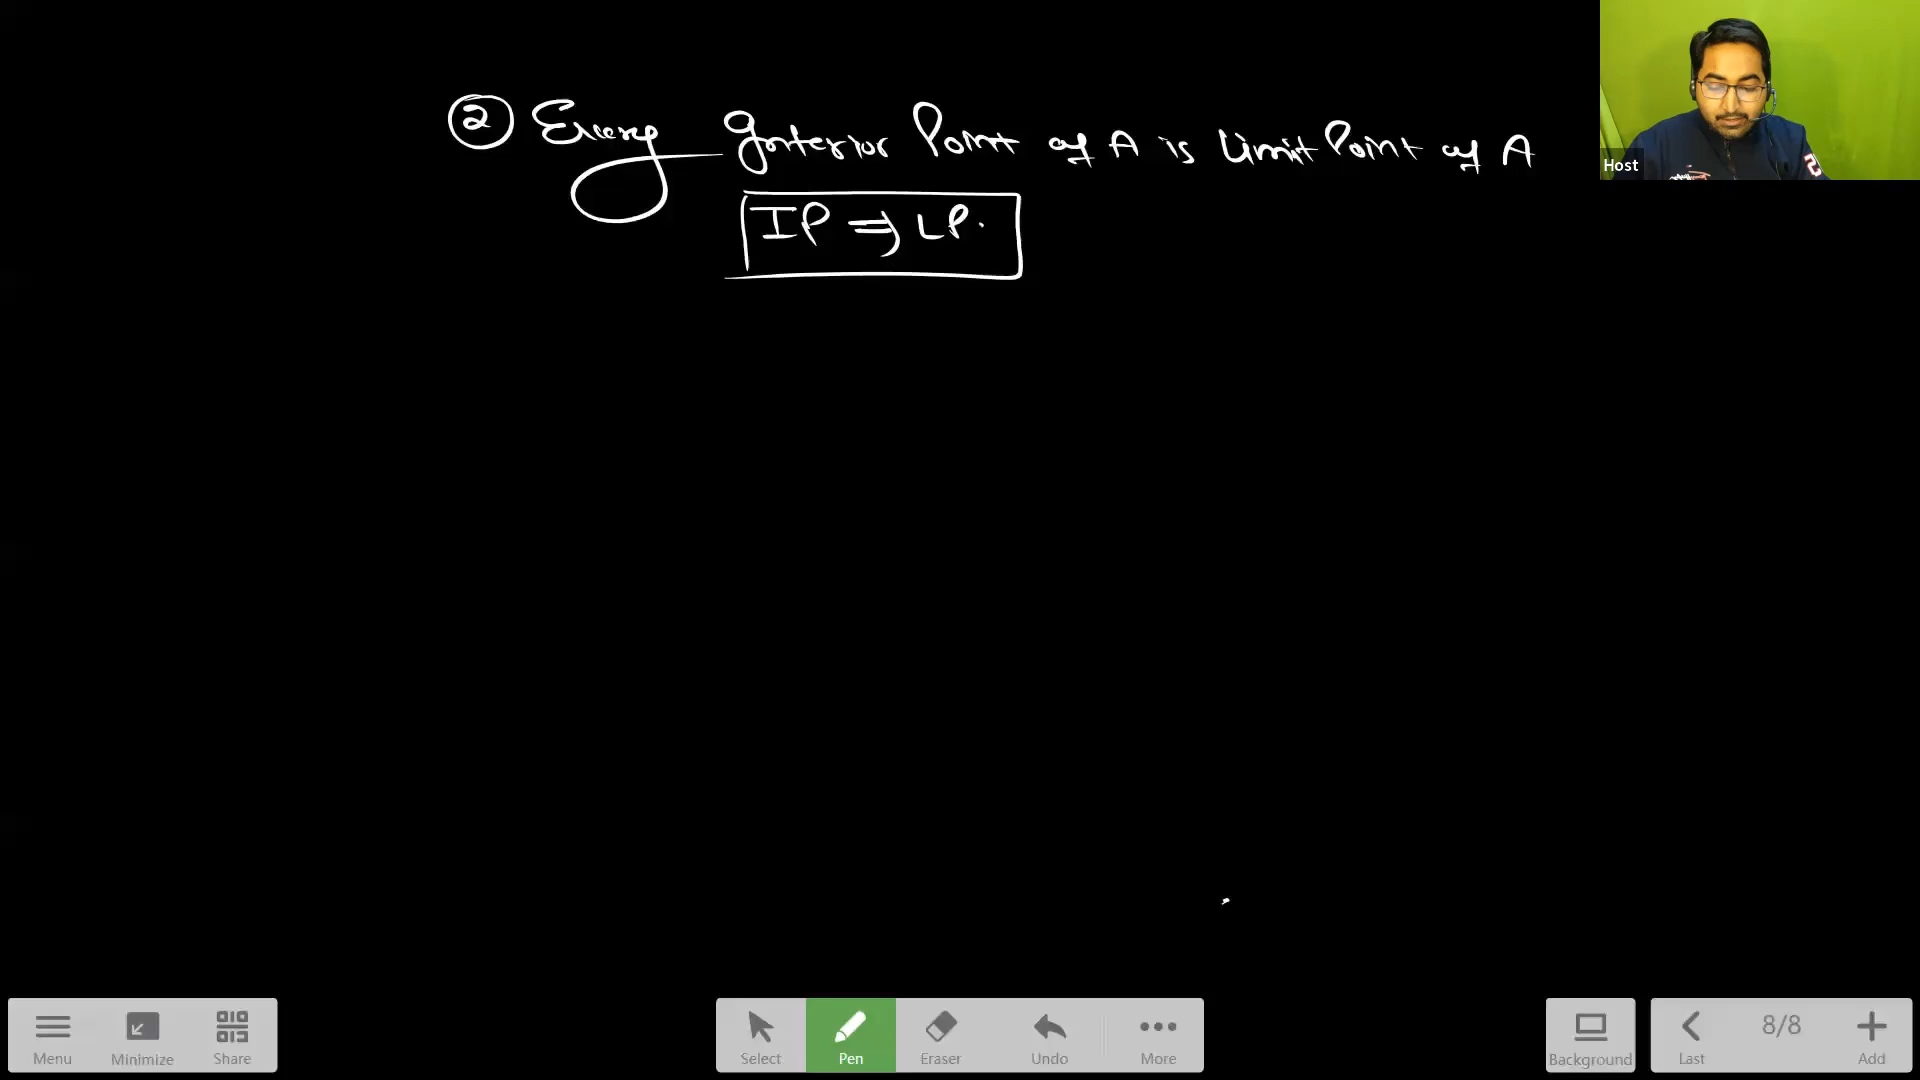 ② Every Interior Point of A is Limit Point of A
IP ⇒ LP.
Host
Menu
Minimize
Share
Select
Pen
Eraser
Undo
More
Background
Last
8/8
Add